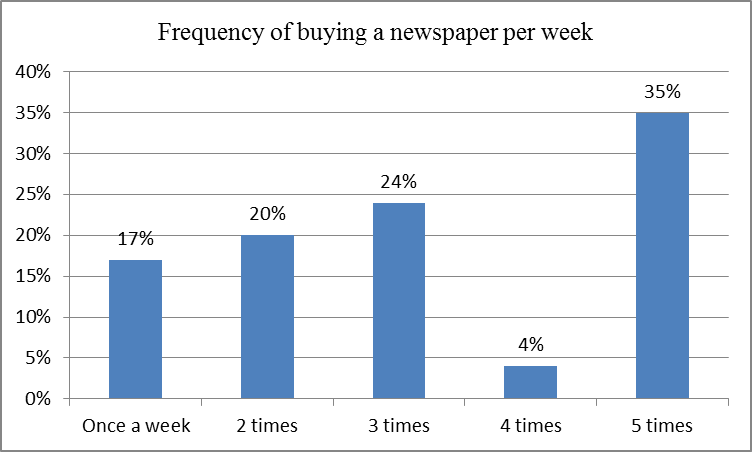 Frequency of buying a newspaper per week
40%
35%
30%
25%
20%
15%
10%
5%
0%
17%
20%
24%
4%
35%
Once a week
2 times
3 times
4 times
5 times